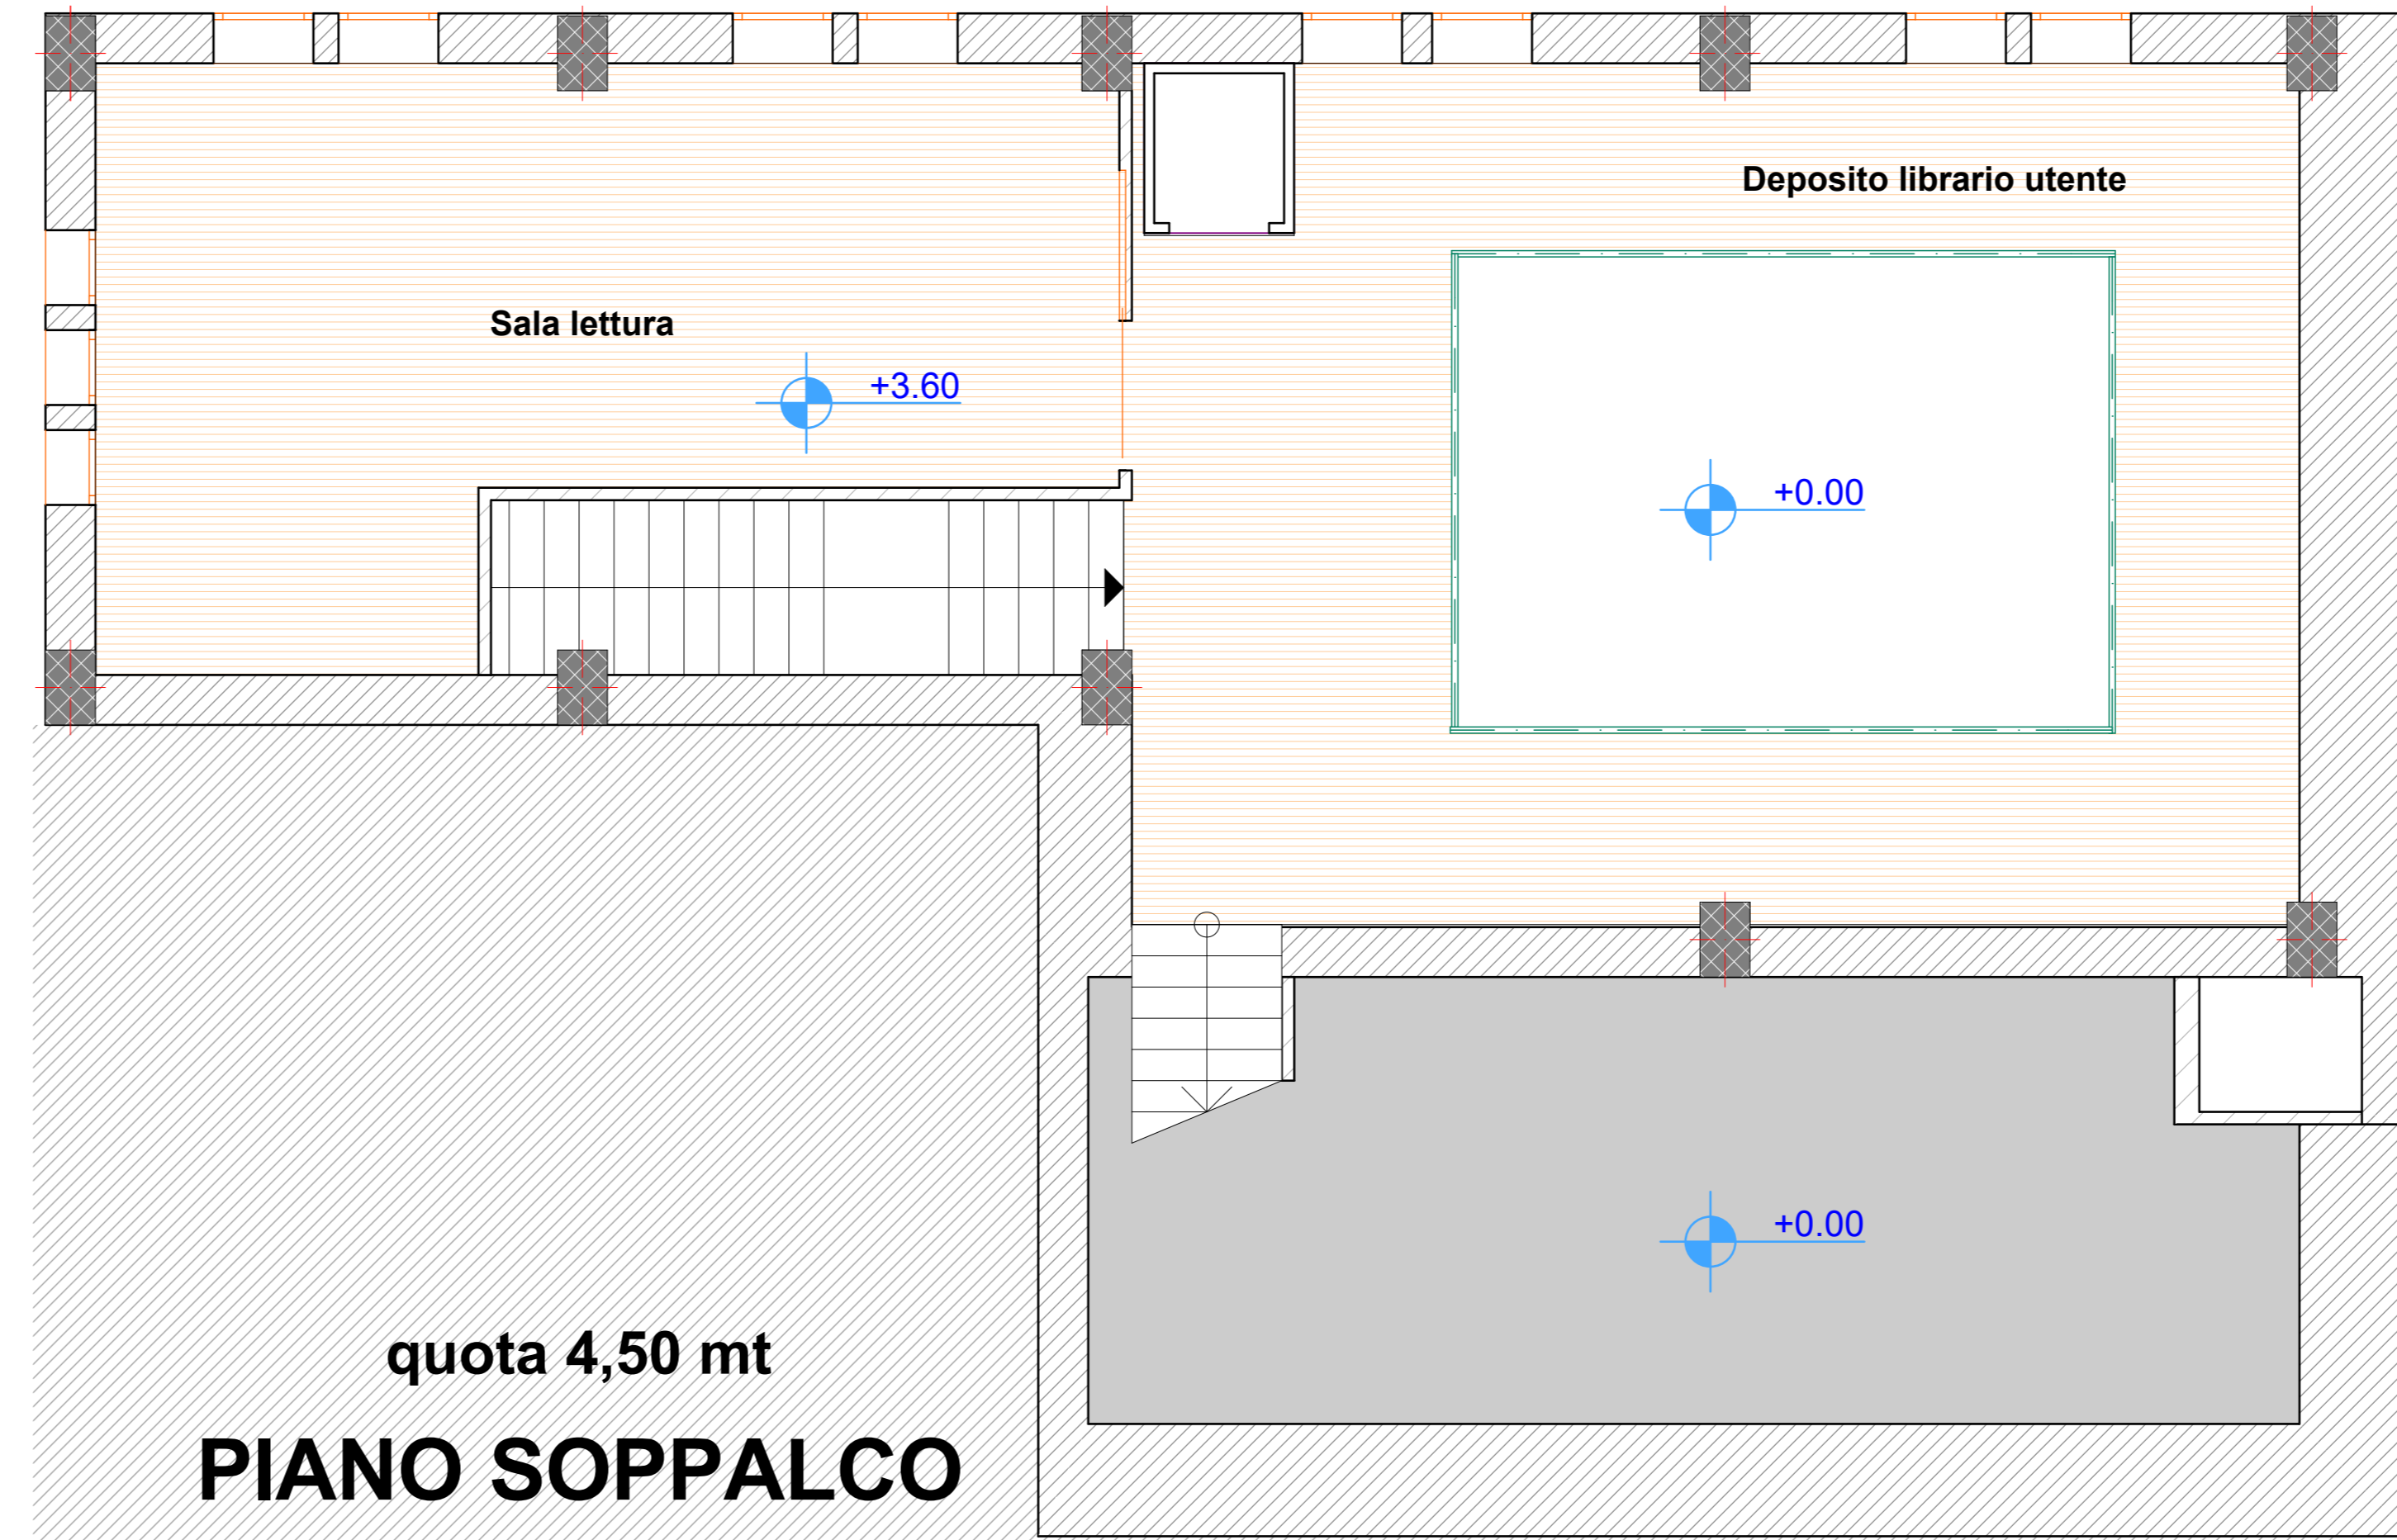 Deposito librario utente
Sala lettura
+3.60
+0.00
+0.00
quota 4,50 mt
PIANO SOPPALCO